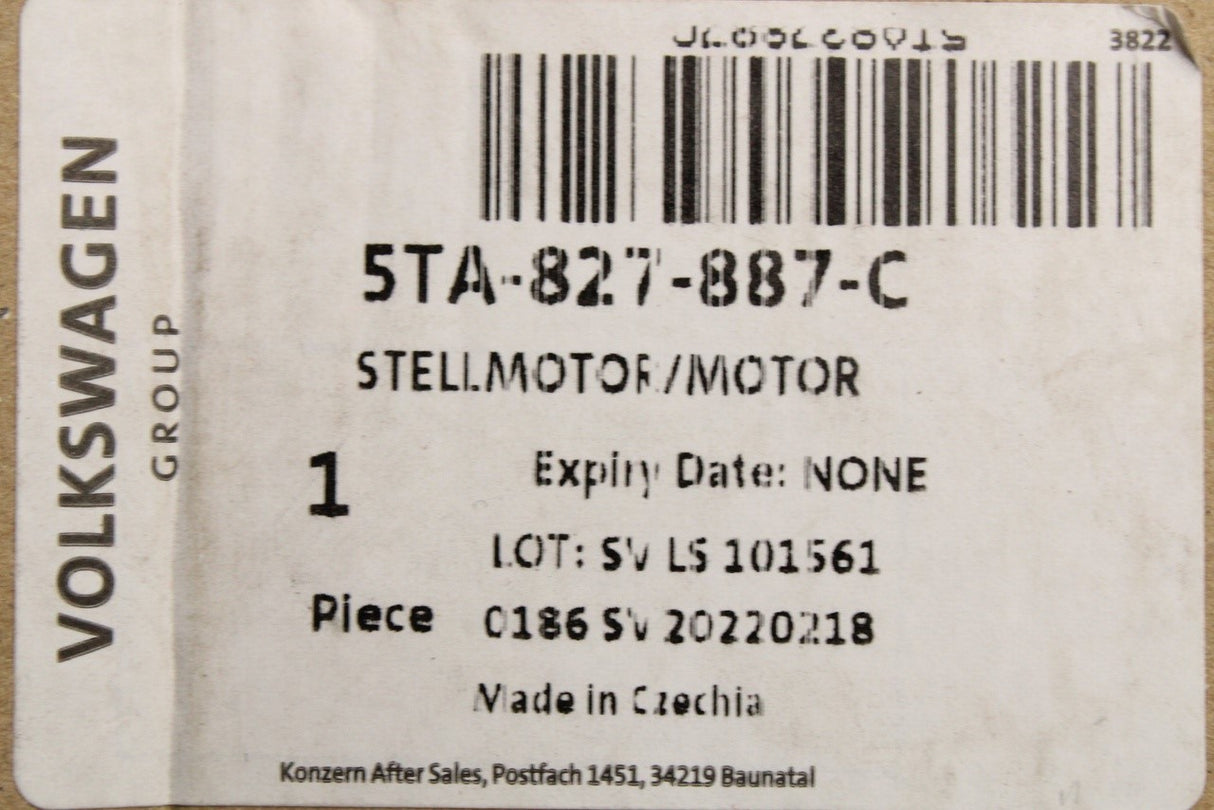 VOLKSWAGEN
GROUP
3822
5TA-827-887-C
STELLMOTOR/MOTOR
1
Expiry Date: NONE
LOT: SV LS 101561
Piece
0186 SV 20220218
Made in Czechia
Konzern After Sales, Postfach 1451, 34219 Baunatal